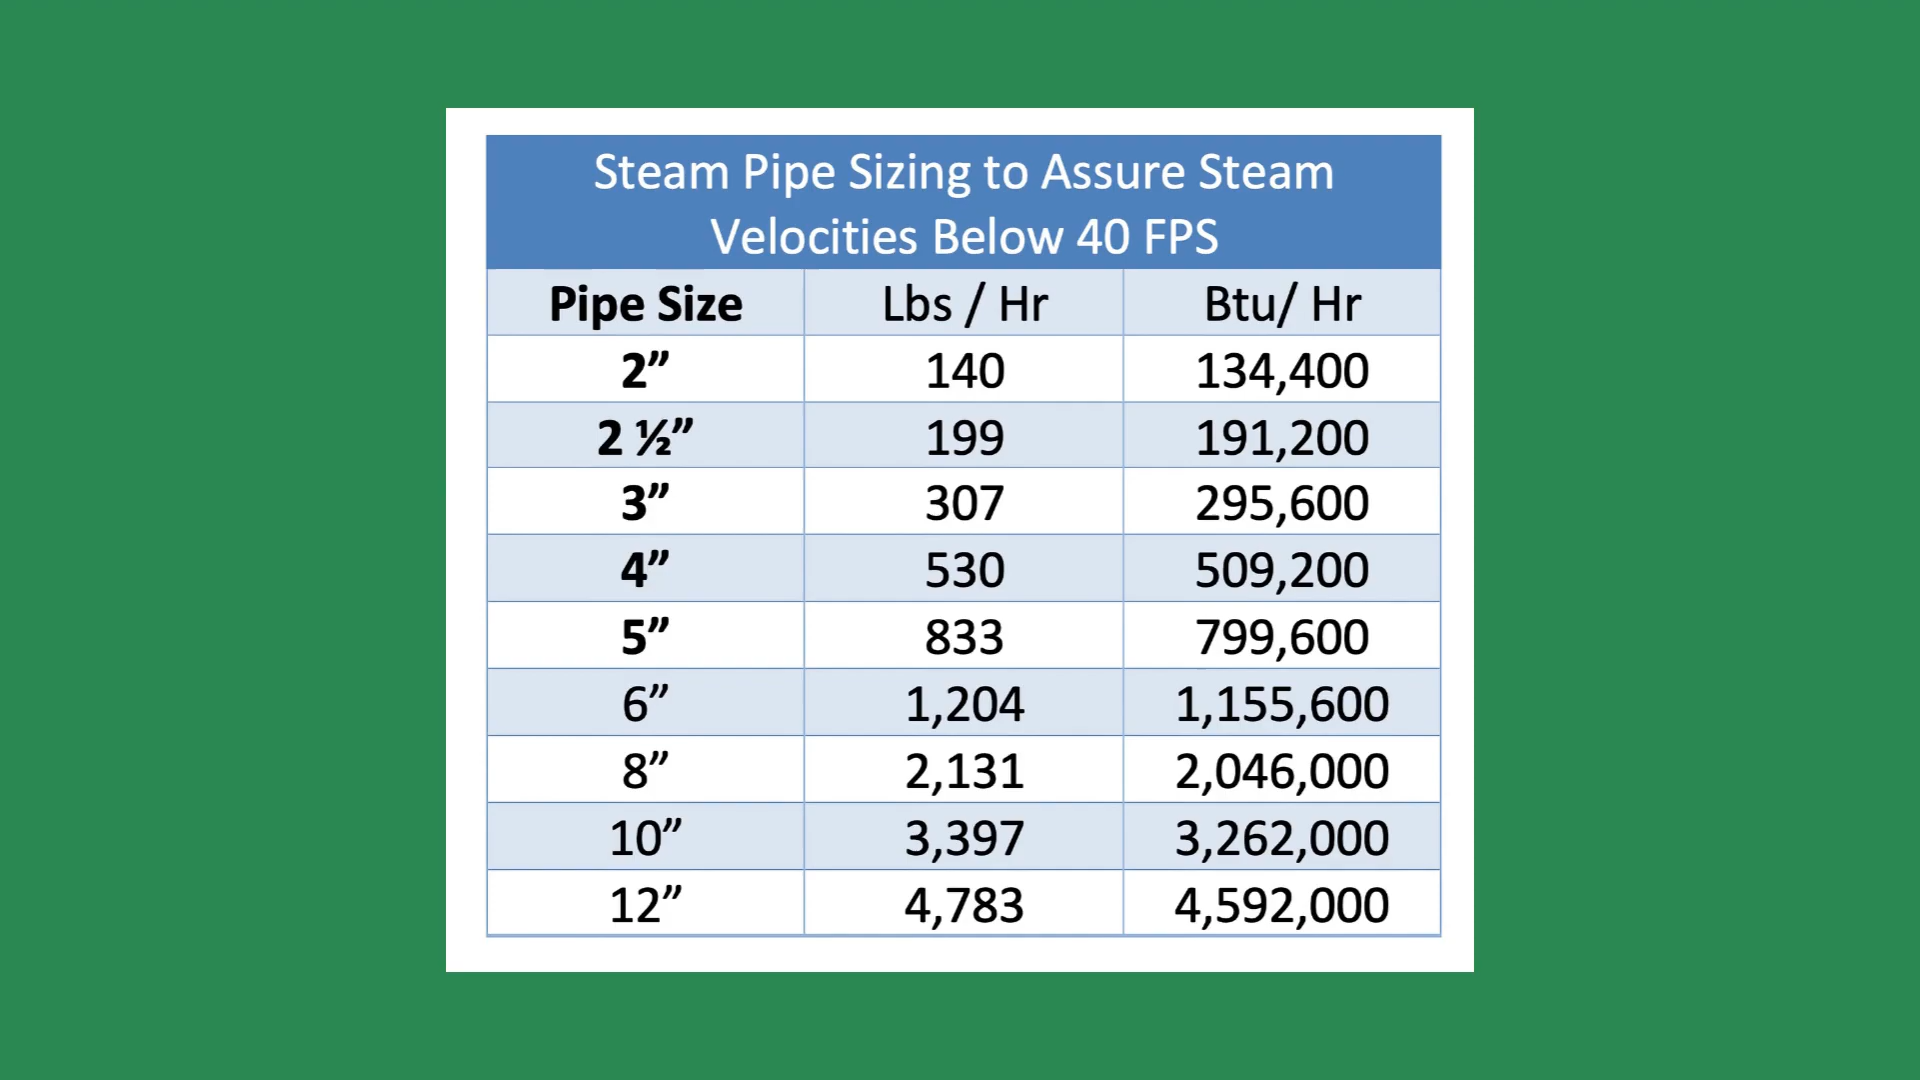 Steam Pipe Sizing to Assure Steam
Velocities Below 40 FPS
Pipe Size Lbs / Hr Btu/ Hr
2” 140 134,400
2 ½” 199 191,200
3” 307 295,600
4” 530 509,200
5” 833 799,600
6” 1,204 1,155,600
8” 2,131 2,046,000
10” 3,397 3,262,000
12” 4,783 4,592,000